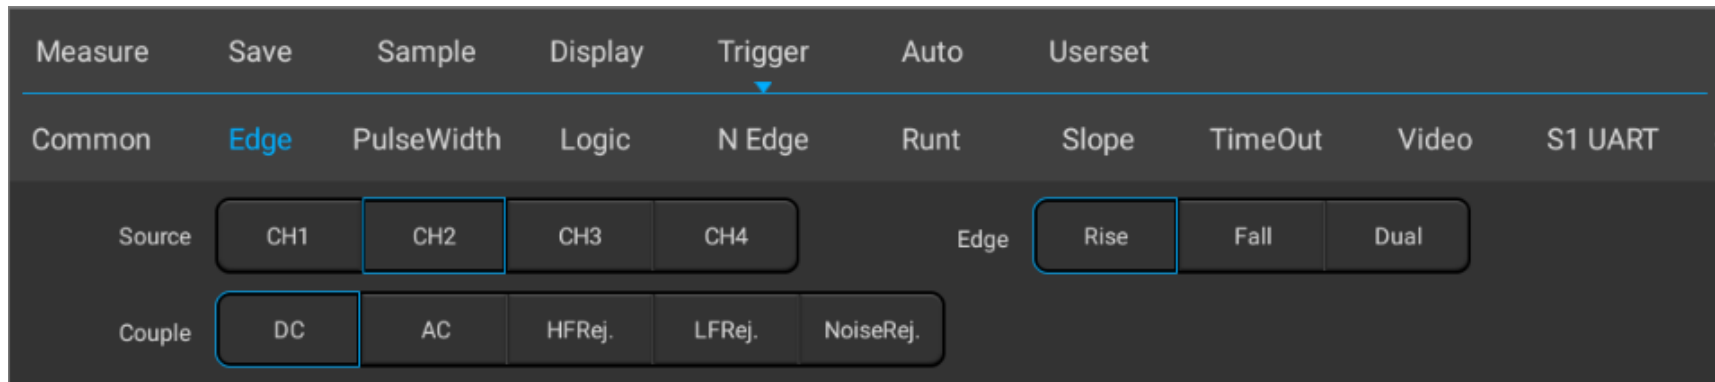 Measure Save Sample Display Trigger Auto Userset
Common Edge PulseWidth Logic N Edge Runt Slope TimeOut Video S1 UART
Source CH1 CH2 CH3 CH4 Edge Rise Fall Dual
Couple DC AC HFRej. LFRej. NoiseRej.